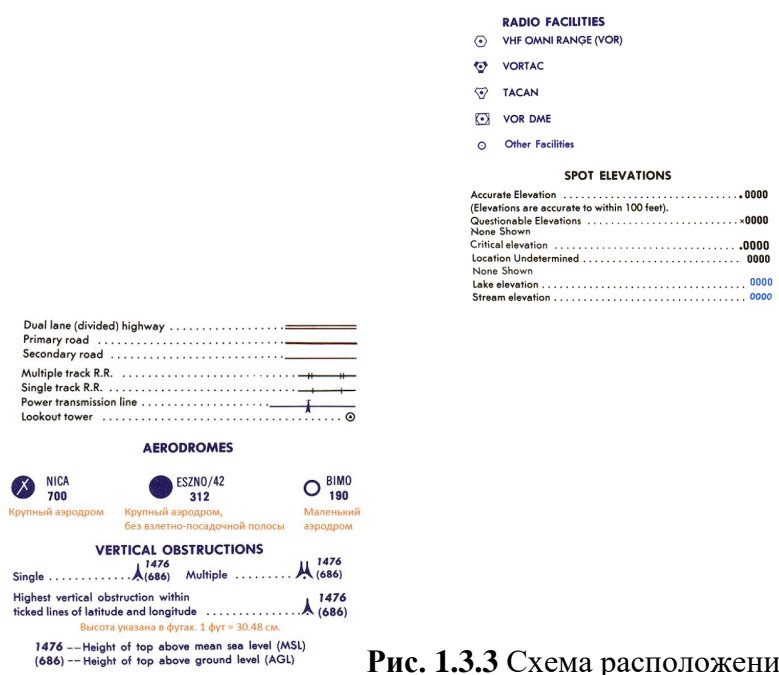 RADIO FACILITIES
VHF OMNI RANGE (VOR)
VORTAC
TACAN
VOR DME
Other Facilities
SPOT ELEVATIONS
Accurate Elevation ............................ .0000
(Elevations are accurate to within 100 feet).
Questionable Elevations ........................ x0000
None Shown
Critical elevation ............................. .0000
Location Undetermined ......................... 0000
None Shown
Lake elevation ................................ 0000
Stream elevation .............................. 0000
Dual lane (divided) highway ..................
Primary road ............................
Secondary road ...........................
Multiple track R.R. ..........................
Single track R.R. ...........................
Power transmission line .....................
Lookout tower ....................................
AERODROMES
NICA ESZNO/42 BIMO
700 312 190
Крупный аэродром Крупный аэродром, Маленький
без взлетно-посадочной полосы аэродром
VERTICAL OBSTRUCTIONS
Single ............ 1476 (686) Multiple ......... 1476 (686)
Highest vertical obstruction within 1476
ticked lines of latitude and longitude .............. (686)
Высота указана в футах. 1 фут = 30.48 см.
1476 -- Height of top above mean sea level (MSL)
(686) -- Height of top above ground level (AGL)
Рис. 1.3.3 Схема расположени